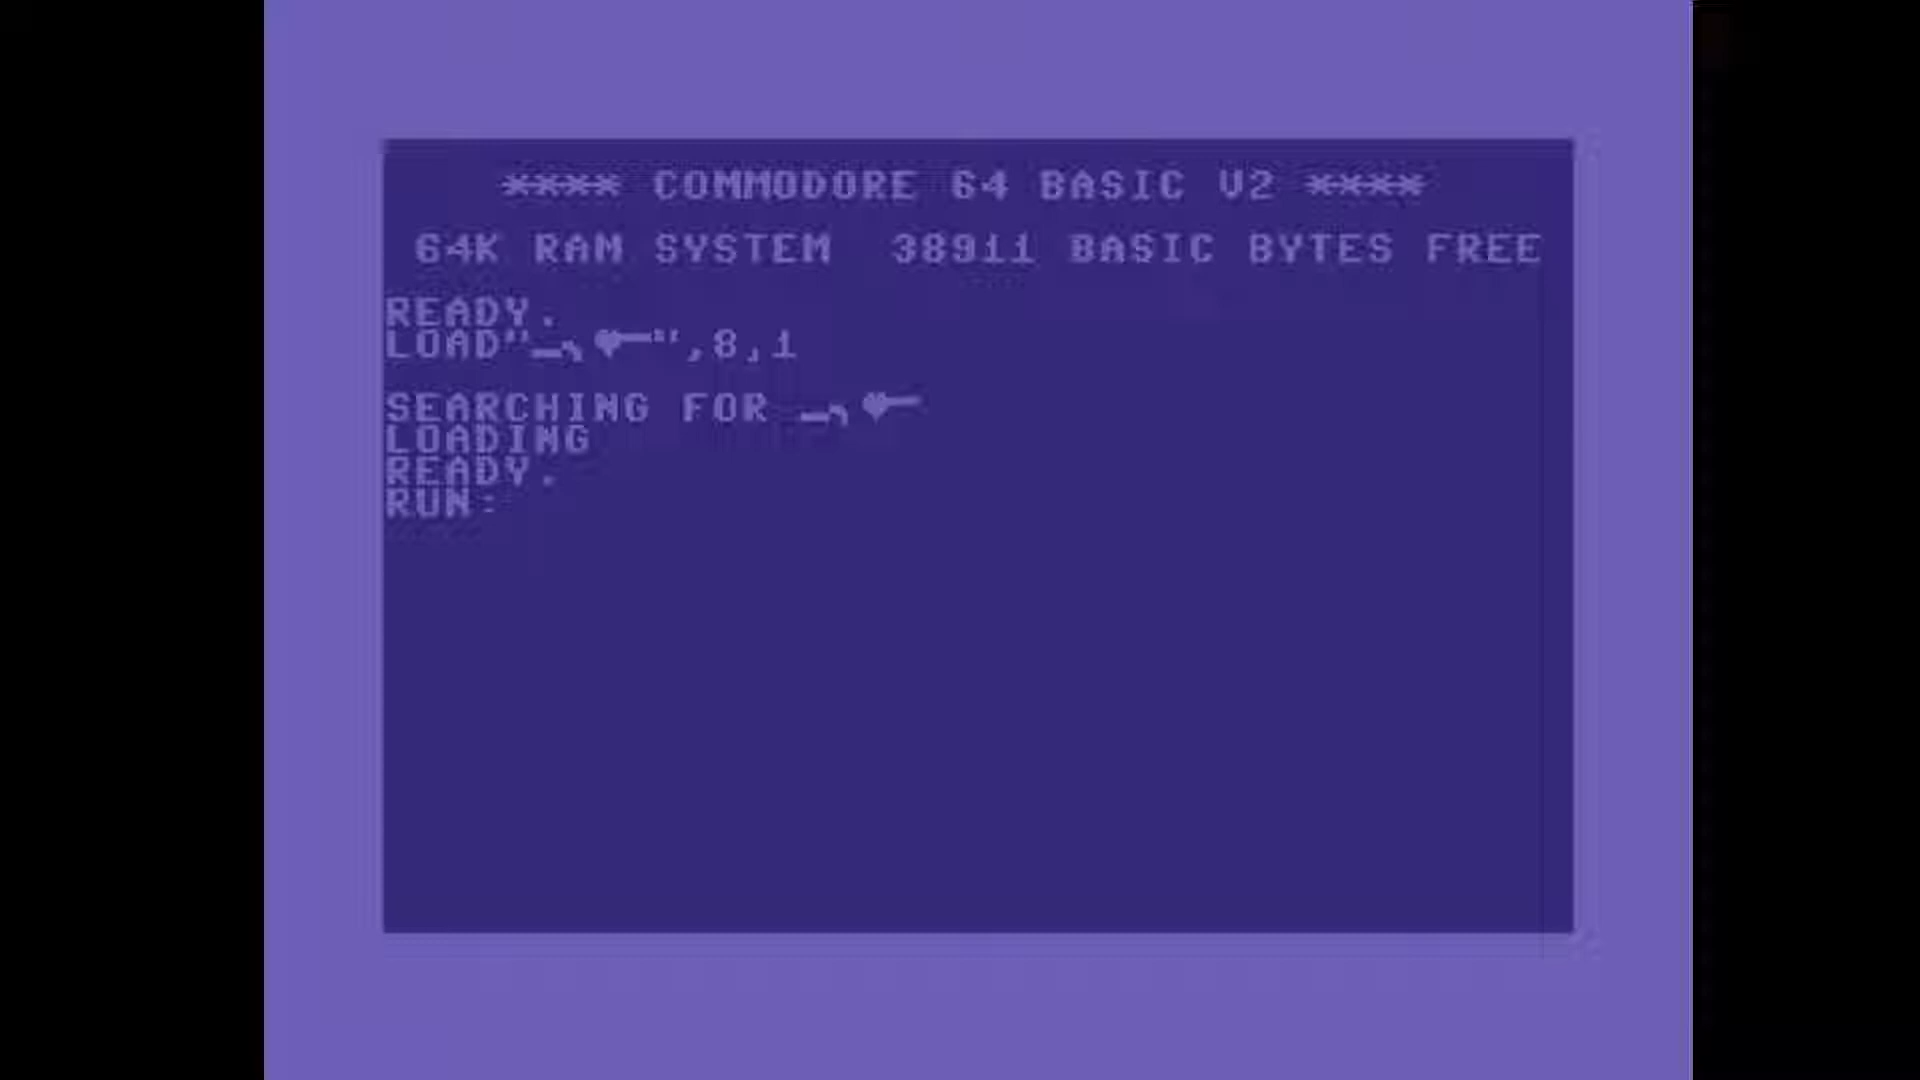 **** COMMODORE 64 BASIC V2 ****
64K RAM SYSTEM  38911 BASIC BYTES FREE
READY.
LOAD"",8,1
SEARCHING FOR
LOADING
READY.
RUN: